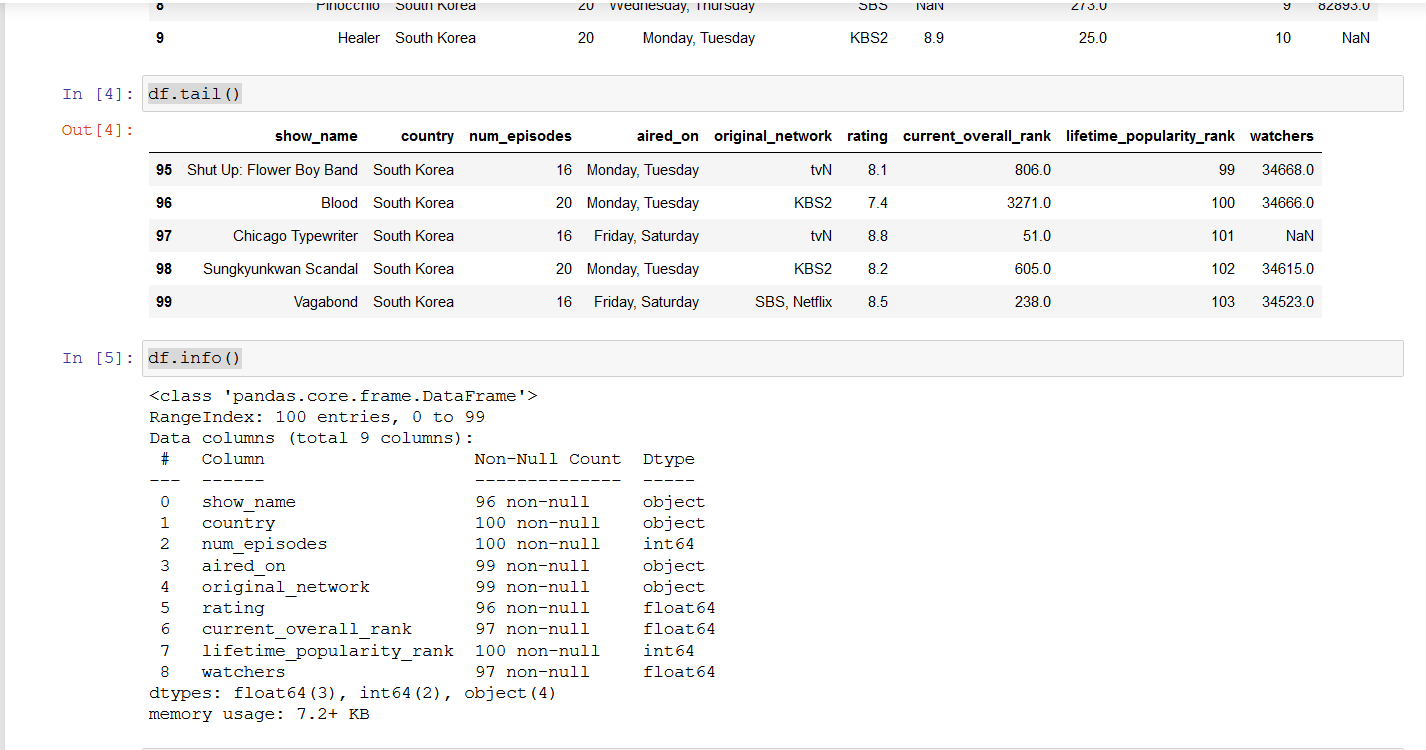 8 Pinocchio South Korea 20 Wednesday, Thursday SBS NaN 273.0 9 82893.0
9 Healer South Korea 20 Monday, Tuesday KBS2 8.9 25.0 10 NaN
In [4]: df.tail()
Out[4]:
show_name country num_episodes aired_on original_network rating current_overall_rank lifetime_popularity_rank watchers
95 Shut Up: Flower Boy Band South Korea 16 Monday, Tuesday tvN 8.1 806.0 99 34668.0
96 Blood South Korea 20 Monday, Tuesday KBS2 7.4 3271.0 100 34666.0
97 Chicago Typewriter South Korea 16 Friday, Saturday tvN 8.8 51.0 101 NaN
98 Sungkyunkwan Scandal South Korea 20 Monday, Tuesday KBS2 8.2 605.0 102 34615.0
99 Vagabond South Korea 16 Friday, Saturday SBS, Netflix 8.5 238.0 103 34523.0
In [5]: df.info()
<class 'pandas.core.frame.DataFrame'>
RangeIndex: 100 entries, 0 to 99
Data columns (total 9 columns):
# Column Non-Null Count Dtype
--- ------ -------------- -----
0 show_name 96 non-null object
1 country 100 non-null object
2 num_episodes 100 non-null int64
3 aired_on 99 non-null object
4 original_network 99 non-null object
5 rating 96 non-null float64
6 current_overall_rank 97 non-null float64
7 lifetime_popularity_rank 100 non-null int64
8 watchers 97 non-null float64
dtypes: float64(3), int64(2), object(4)
memory usage: 7.2+ KB